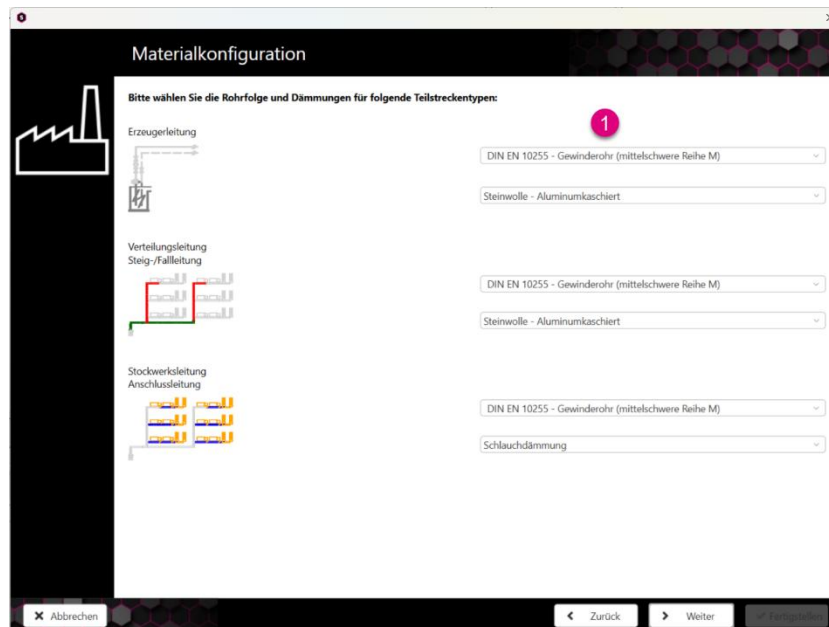 Materialkonfiguration
Bitte wählen Sie die Rohrfolge und Dämmungen für folgende Teilstreckentypen:
1
Erzeugerleitung
DIN EN 10255 - Gewinderohr (mittelschwere Reihe M)
Steinwolle - Aluminumkaschiert
Verteilungsleitung
Steig-/Fallleitung
DIN EN 10255 - Gewinderohr (mittelschwere Reihe M)
Steinwolle - Aluminumkaschiert
Stockwerksleitung
Anschlussleitung
DIN EN 10255 - Gewinderohr (mittelschwere Reihe M)
Schlauchdämmung
Abbrechen
Zurück
Weiter
Fertigstellen